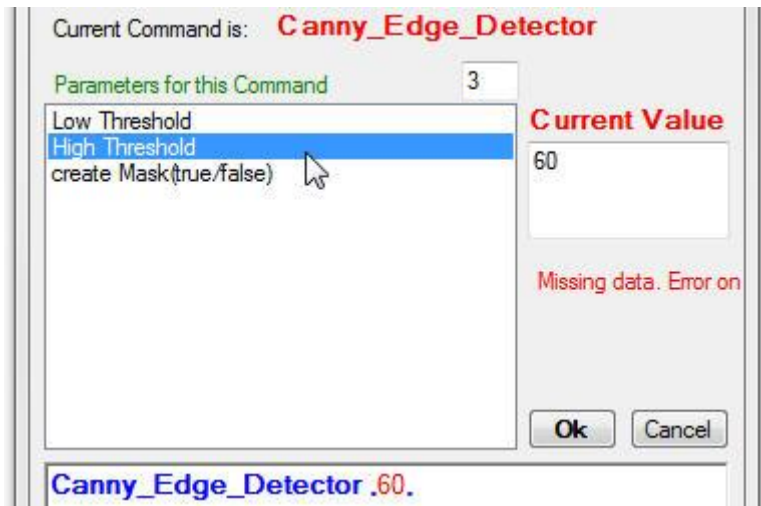 Current Command is: Canny_Edge_Detector
Parameters for this Command 3
Low Threshold
High Threshold
create Mask(true/false)
Current Value
60
Missing data. Error on
Ok Cancel
Canny_Edge_Detector .60.